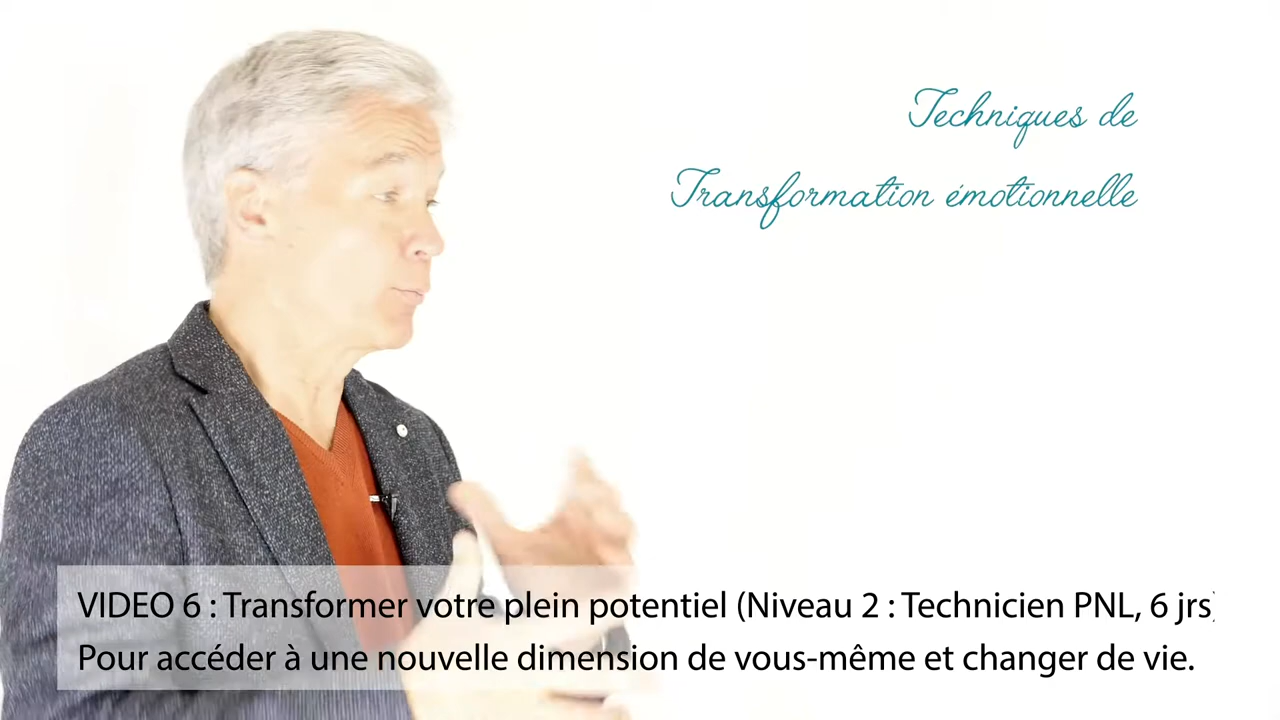 Techniques de
Transformation émotionnelle
VIDEO 6 : Transformer votre plein potentiel (Niveau 2 : Technicien PNL, 6 jrs)
Pour accéder à une nouvelle dimension de vous-même et changer de vie.